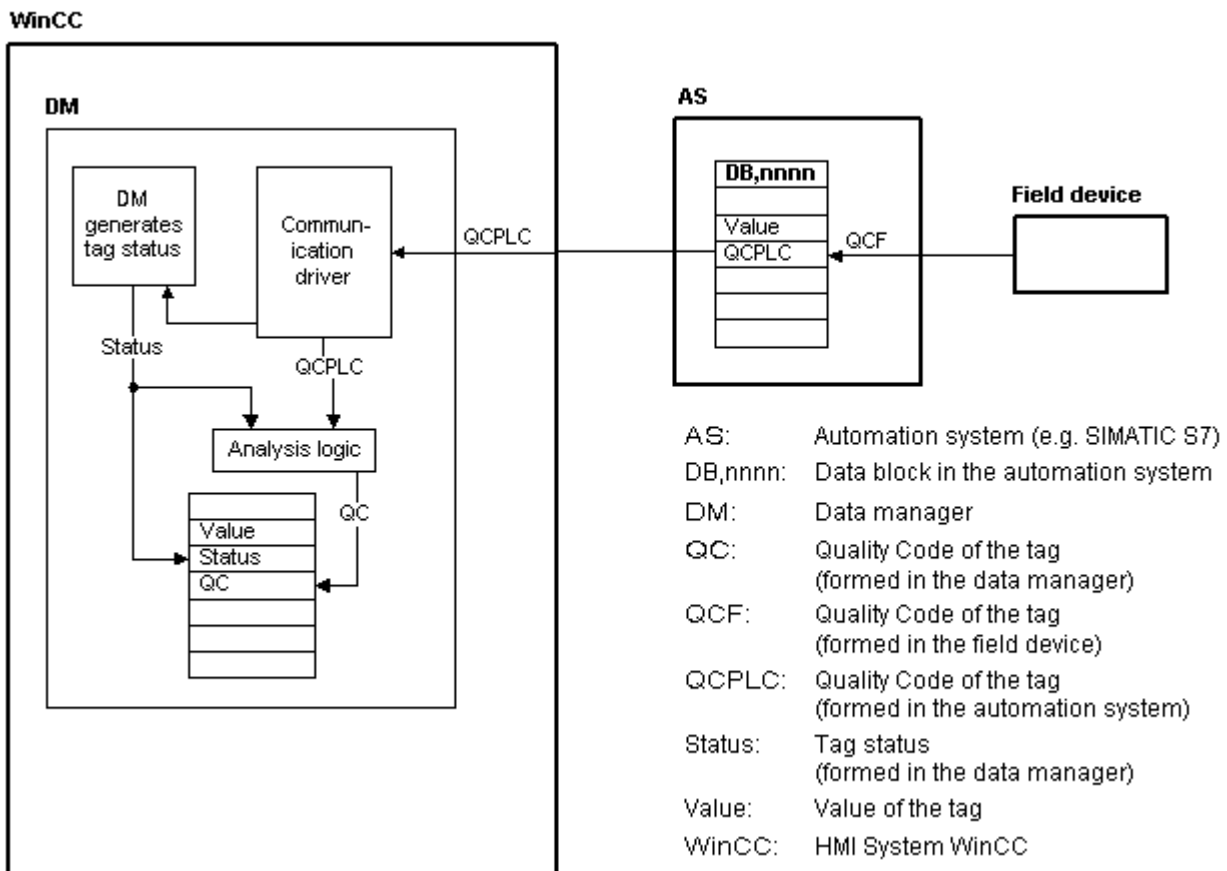 WinCC
DM
DM
generates
tag status
Commun-
ication
driver
Status
QCPLC
Analysis logic
QC
Value
Status
QC
QCPLC
AS
DB,nnnn
Value
QCPLC
QCF
Field device
AS: Automation system (e.g. SIMATIC S7)
DB,nnnn: Data block in the automation system
DM: Data manager
QC: Quality Code of the tag
(formed in the data manager)
QCF: Quality Code of the tag
(formed in the field device)
QCPLC: Quality Code of the tag
(formed in the automation system)
Status: Tag status
(formed in the data manager)
Value: Value of the tag
WinCC: HMI System WinCC